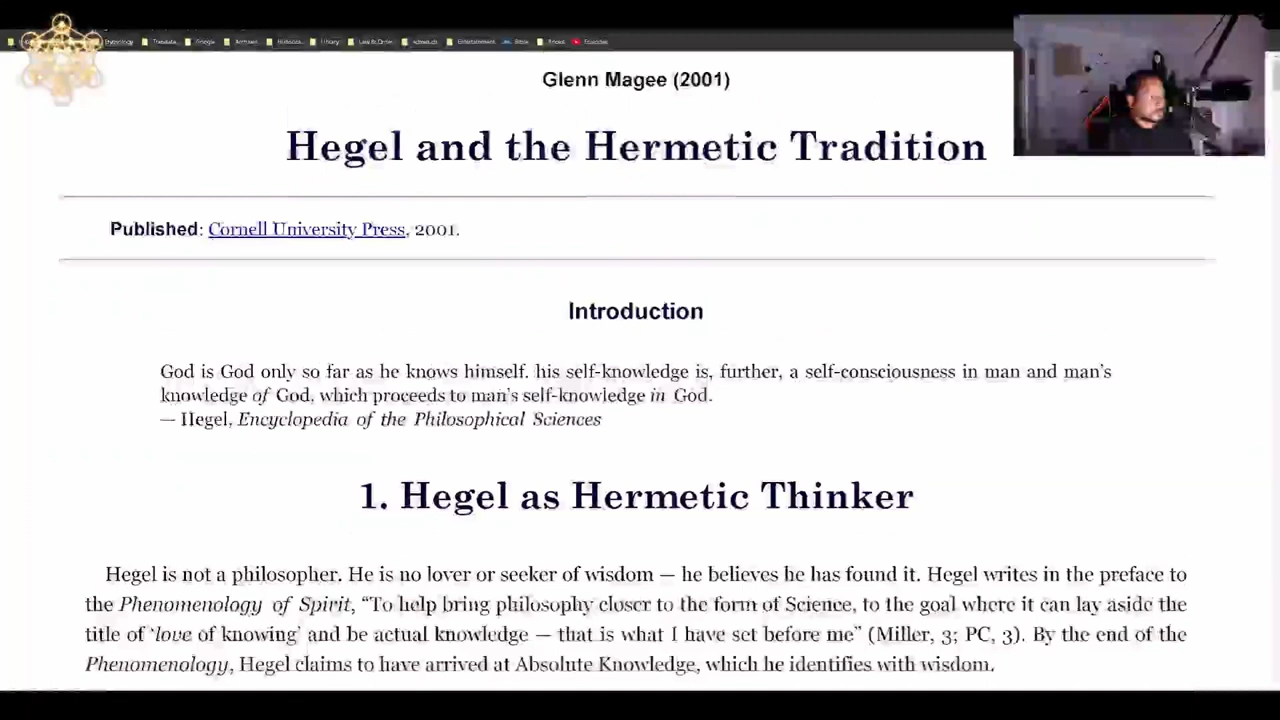 Library
Entertainment
Bible
Books
Glenn Magee (2001)
Hegel and the Hermetic Tradition
Published: Cornell University Press, 2001.
Introduction
God is God only so far as he knows himself. his self-knowledge is, further, a self-consciousness in man and man's
knowledge of God, which proceeds to man's self-knowledge in God.
— Hegel, Encyclopedia of the Philosophical Sciences
1. Hegel as Hermetic Thinker
Hegel is not a philosopher. He is no lover or seeker of wisdom — he believes he has found it. Hegel writes in the preface to
the Phenomenology of Spirit, “To help bring philosophy closer to the form of Science, to the goal where it can lay aside the
title of ‘love of knowing’ and be actual knowledge — that is what I have set before me” (Miller, 3; PC, 3). By the end of the
Phenomenology, Hegel claims to have arrived at Absolute Knowledge, which he identifies with wisdom.